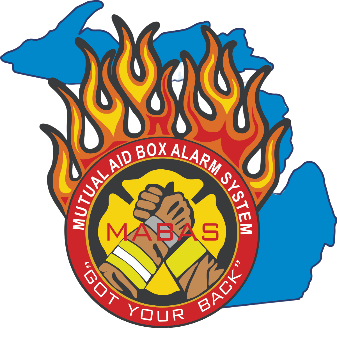 MUTUAL AID BOX ALARM SYSTEM
MABAS
"GOT YOUR BACK"